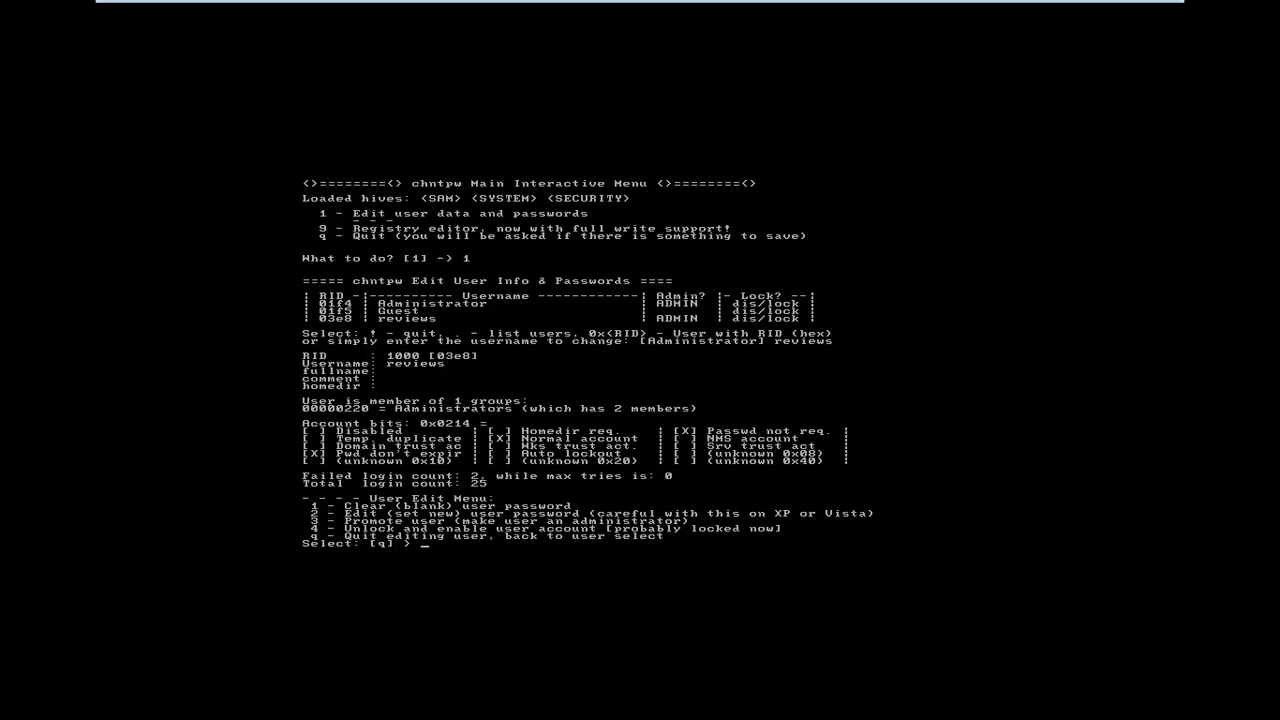 <>========<> chntpw Main Interactive Menu <>========<>
Loaded hives: <SAM> <SYSTEM> <SECURITY>
1 - Edit user data and passwords
- - -
9 - Registry editor, now with full write support!
q - Quit (you will be asked if there is something to save)
What to do? [1] -> 1
===== chntpw Edit User Info & Passwords ====
| RID -|---------- Username ------------| Admin? |- Lock? --|
| 01f4 | Administrator | ADMIN | dis/lock |
| 01f5 | Guest | | dis/lock |
| 03e8 | reviews | ADMIN | dis/lock |
Select: ! - quit, . - list users, 0x<RID> - User with RID (hex)
or simply enter the username to change: [Administrator] reviews
RID : 1000 [03e8]
Username: reviews
fullname:
comment :
homedir :
User is member of 1 groups:
00000220 = Administrators (which has 2 members)
Account bits: 0x0214 =
[ ] Disabled | [ ] Homedir req. | [X] Passwd not req. |
[ ] Temp. duplicate | [X] Normal account | [ ] NMS account |
[ ] Domain trust ac | [ ] Wks trust act. | [ ] Srv trust act |
[X] Pwd don't expir | [ ] Auto lockout | [ ] (unknown 0x08) |
[ ] (unknown 0x10) | [ ] (unknown 0x20) | [ ] (unknown 0x40) |
Failed login count: 2, while max tries is: 0
Total login count: 25
- - - - User Edit Menu:
1 - Clear (blank) user password
2 - Edit (set new) user password (careful with this on XP or Vista)
3 - Promote user (make user an administrator)
4 - Unlock and enable user account [probably locked now]
q - Quit editing user, back to user select
Select: [q] > _